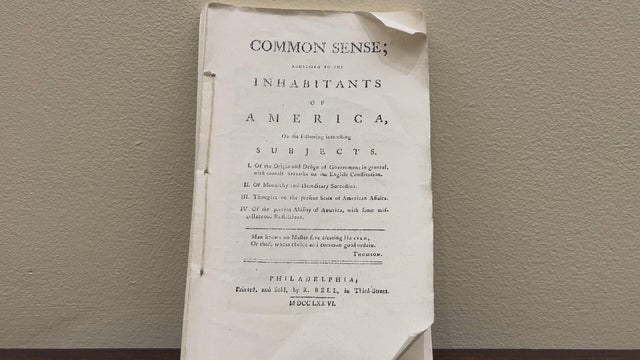 COMMON SENSE;
ADDRESSED TO THE
INHABITANTS
OF
AMERICA,
On the following interesting
SUBJECTS.
I. Of the Origin and Design of Government in general,
with concise Remarks on the English Constitution.
II. Of Monarchy and Hereditary Succession.
III. Thoughts on the present State of American Affairs.
IV. Of the present Ability of America, with some mis-
cellaneous Reflections.
Man knows no Master save creating HEAVEN,
Or those whom choice and common good ordain.
THOMSON.
PHILADELPHIA;
Printed, and Sold, by R. BELL, in Third-Street.
MDCCLXXVI.